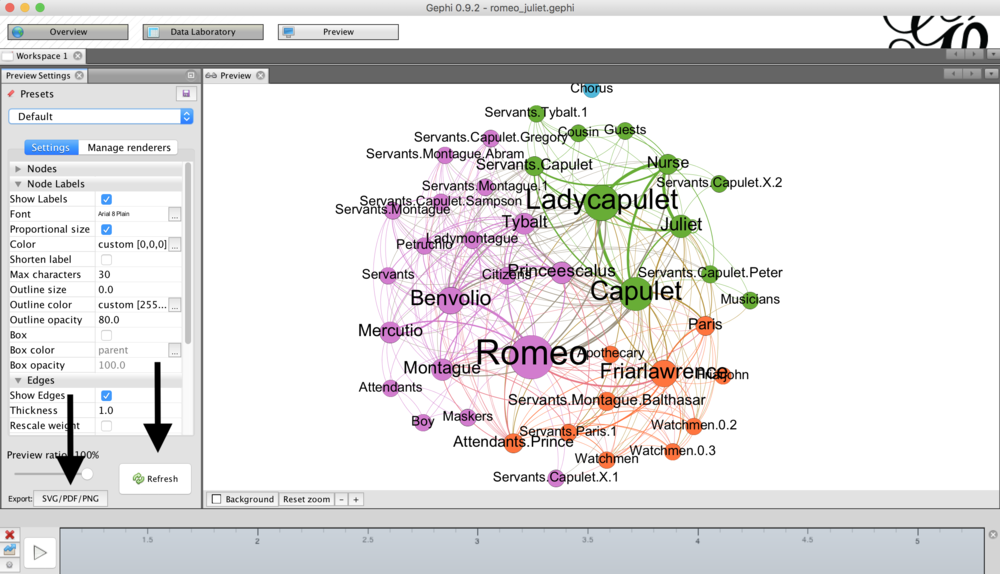 Gephi 0.9.2 - romeo_juliet.gephi
Overview
Data Laboratory
Preview
Workspace 1
Preview Settings
Presets
Default
Settings
Manage renderers
Nodes
Node Labels
Show Labels
Font Arial 8 Plain ...
Proportional size
Color custom [0,0,0] ...
Shorten label
Max characters 30
Outline size 0.0
Outline color custom [255... ...
Outline opacity 80.0
Box
Box color parent ...
Box opacity 100.0
Edges
Show Edges
Thickness 1.0
Rescale weight
Preview ratio: 100%
Refresh
Export: SVG/PDF/PNG
Preview
Chorus
Servants.Tybalt.1
Cousin
Guests
Servants.Capulet.Gregory
Servants.Montague.Abram
Servants.Capulet
Nurse
Servants.Capulet.X.2
Servants.Montague.1
Servants.Capulet.Sampson
Servants.Montague
Ladycapulet
Tybalt
Juliet
Petruchio
Ladymontague
Servants
Citizens
Princeescalus
Servants.Capulet.Peter
Benvolio
Capulet
Musicians
Mercutio
Paris
Romeo
Apothecary
Montague
Friarlawrence
Friarjohn
Attendants
Servants.Montague.Balthasar
Boy
Maskers
Servants.Paris.1
Watchmen.0.2
Attendants.Prince
Watchmen.0.3
Watchmen
Servants.Capulet.X.1
Background
Reset zoom
- +
1.5 2 2.5 3 3.5 4 4.5 5